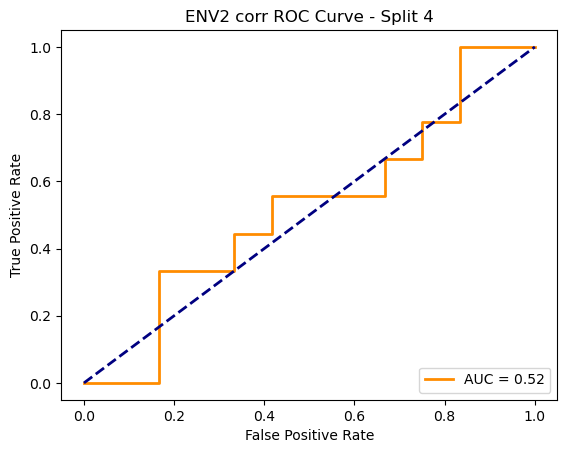 ENV2 corr ROC Curve - Split 4
True Positive Rate
1.0
0.8
0.6
0.4
0.2
0.0
AUC = 0.52
0.0 0.2 0.4 0.6 0.8 1.0
False Positive Rate